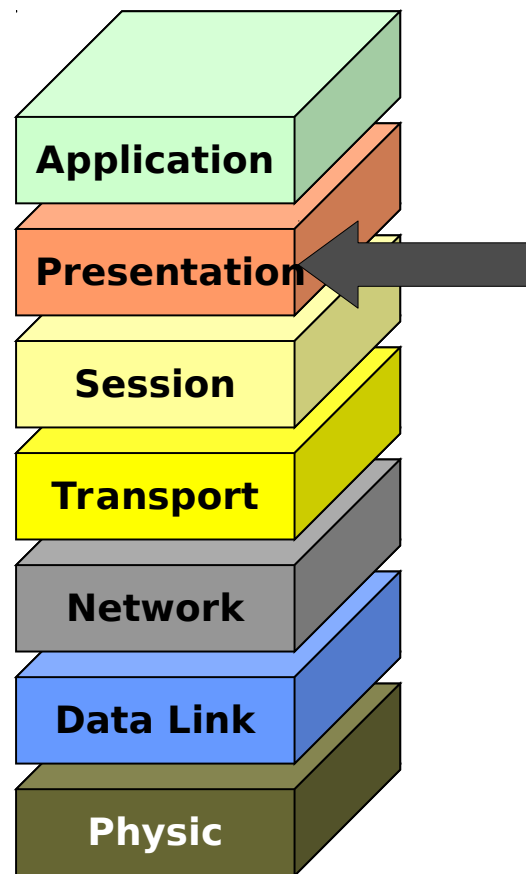 Application
Presentation
Session
Transport
Network
Data Link
Physic